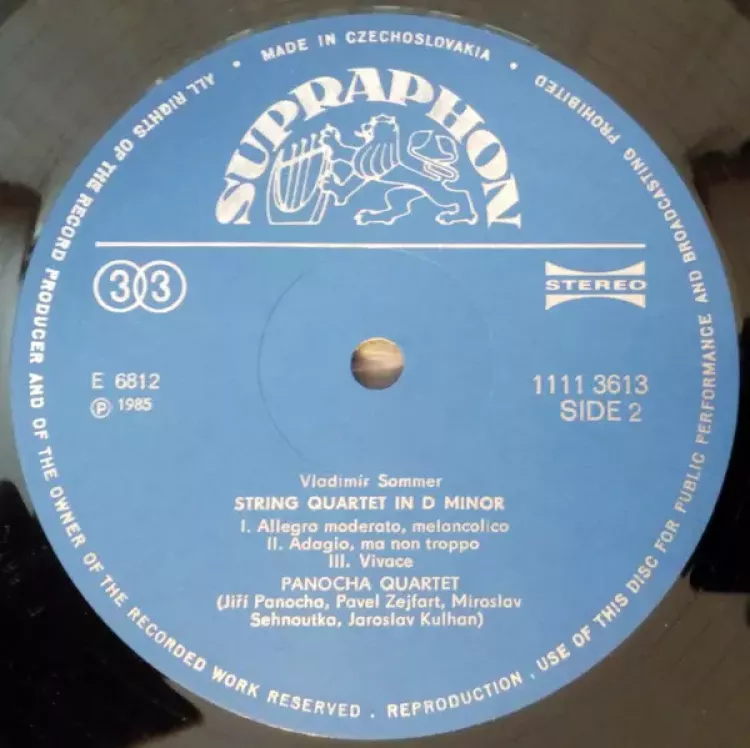 ALL RIGHTS OF THE RECORD PRODUCER AND OF THE OWNER OF THE RECORDED WORK RESERVED . REPRODUCTION . USE OF THIS DISC FOR PUBLIC PERFORMANCE AND BROADCASTING PROHIBITED
• MADE IN CZECHOSLOVAKIA •
SUPRAPHON
33
STEREO
E 6812
℗ 1985
1111 3613
SIDE 2
Vladimír Sommer
STRING QUARTET IN D MINOR
I. Allegro moderato, melancolico
II. Adagio, ma non troppo
III. Vivace
PANOCHA QUARTET
(Jiří Panocha, Pavel Zejfart, Miroslav
Sehnoutka, Jaroslav Kulhan)